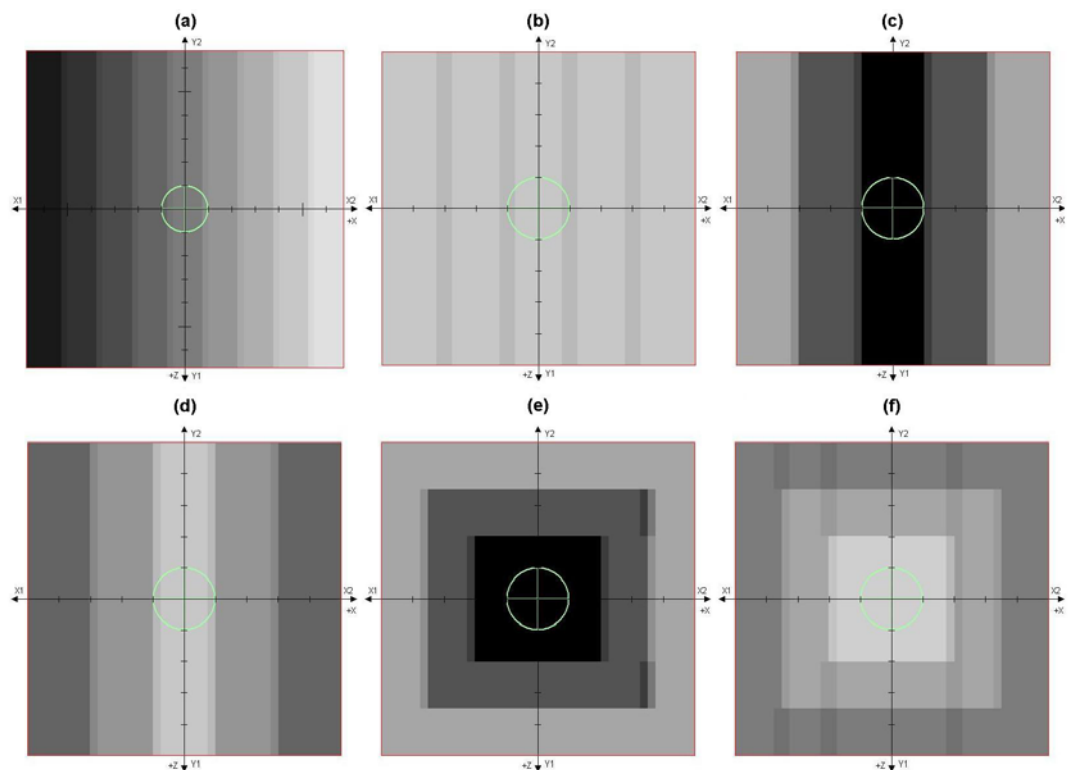 (a) (b) (c)
Y2 Y2 Y2
X1 X2 X1 X2 X1 X2
+X +X +X
+Z Y1 +Z Y1 +Z Y1
(d) (e) (f)
Y2 Y2 Y2
X1 X2 X1 X2 X1 X2
+X +X +X
+Z Y1 +Z Y1 +Z Y1